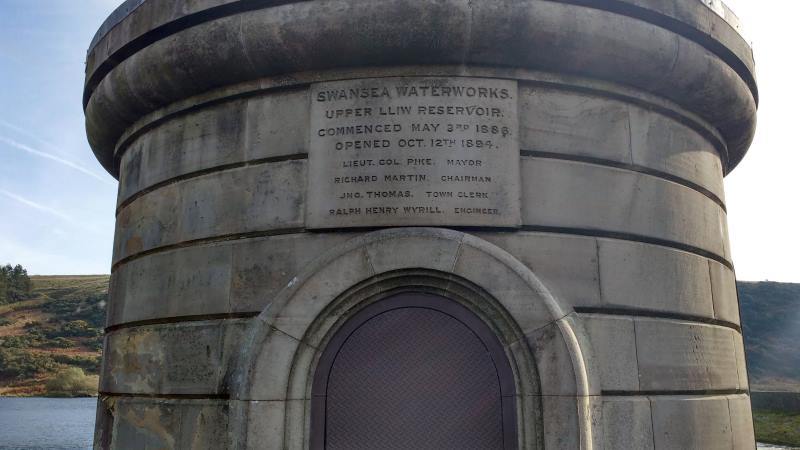 SWANSEA WATERWORKS.
UPPER LLIW RESERVOIR.
COMMENCED MAY 3RD 1886.
OPENED OCT. 12TH 1894.
LIEUT. COL. PIKE. MAYOR
RICHARD MARTIN. CHAIRMAN
JNO. THOMAS. TOWN CLERK
RALPH HENRY WYRILL. ENGINEER.